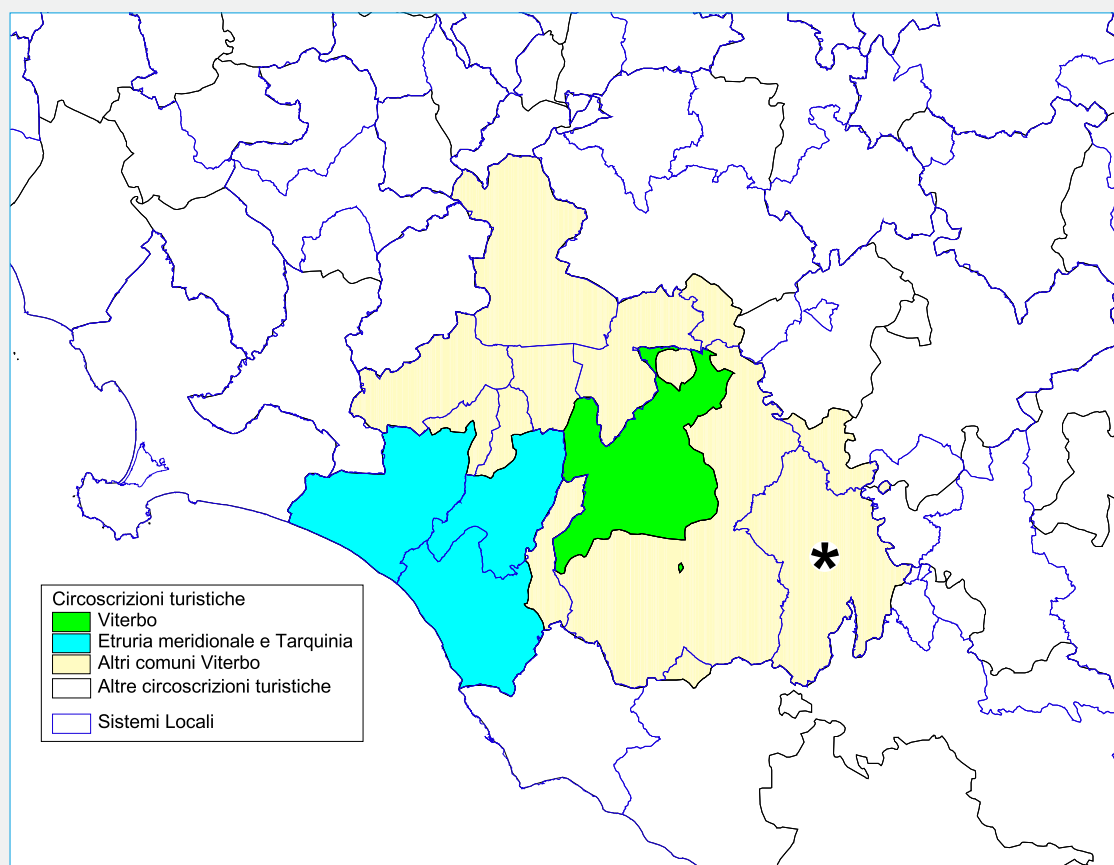 *
Circoscrizioni turistiche
Viterbo
Etruria meridionale e Tarquinia
Altri comuni Viterbo
Altre circoscrizioni turistiche
Sistemi Locali